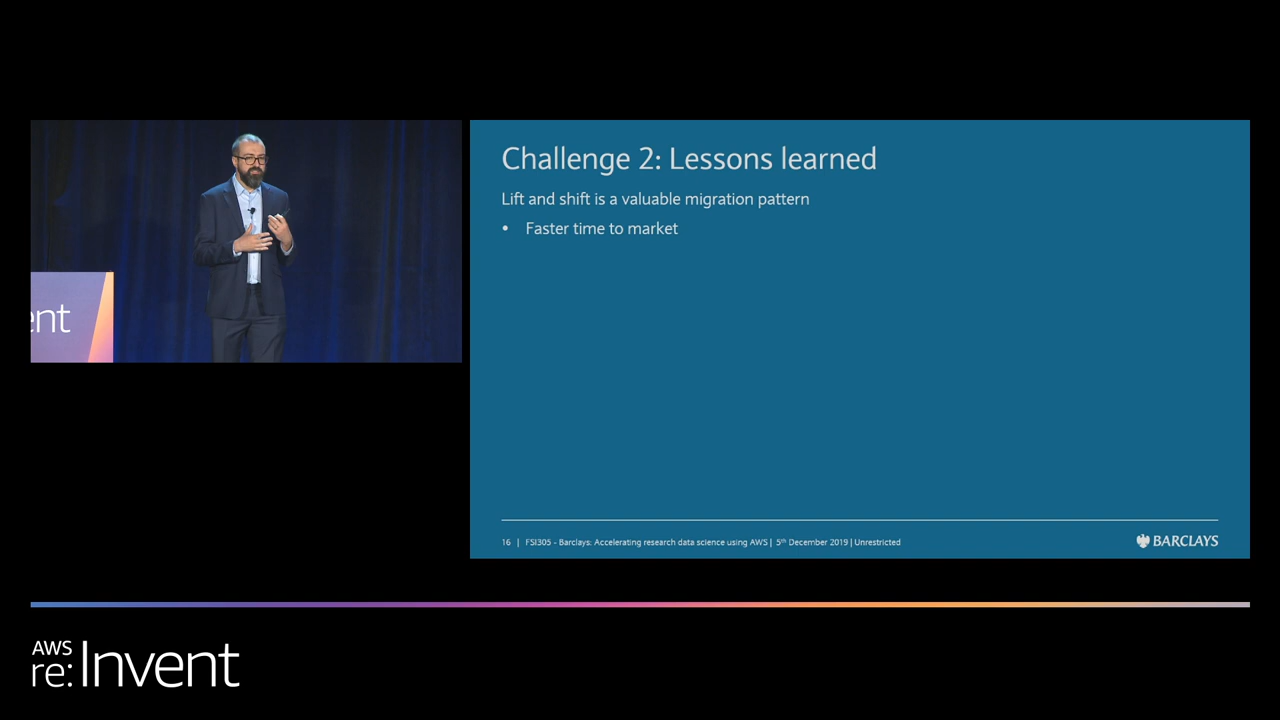 ent
Challenge 2: Lessons learned
Lift and shift is a valuable migration pattern
• Faster time to market
16 | FSI305 - Barclays: Accelerating research data science using AWS | 5th December 2019 | Unrestricted
BARCLAYS
AWS
re:Invent